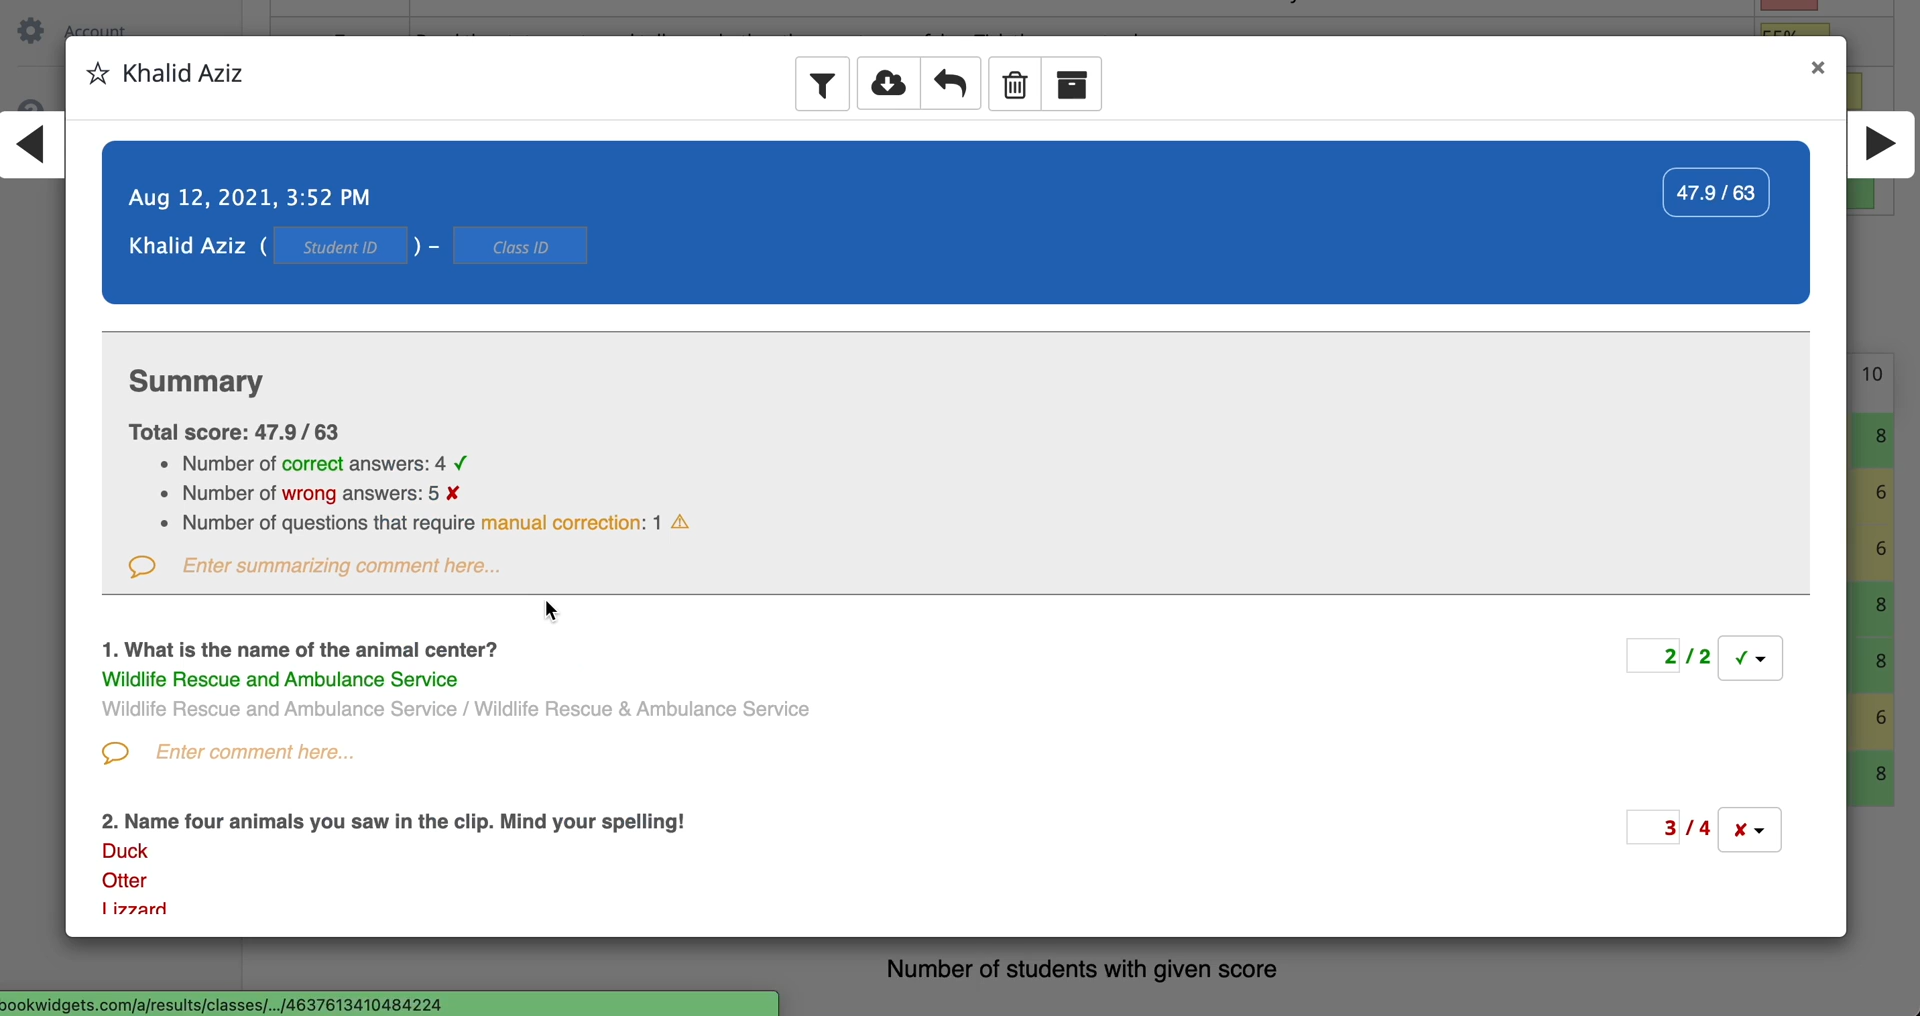 Account
55%
☆ Khalid Aziz
×
Aug 12, 2021, 3:52 PM
47.9 / 63
Khalid Aziz ( Student ID ) – Class ID
Summary
Total score: 47.9 / 63
• Number of correct answers: 4 ✓
• Number of wrong answers: 5 ✘
• Number of questions that require manual correction: 1 ⚠
Enter summarizing comment here...
1. What is the name of the animal center?
2 / 2 ✓
Wildlife Rescue and Ambulance Service
Wildlife Rescue and Ambulance Service / Wildlife Rescue & Ambulance Service
Enter comment here...
2. Name four animals you saw in the clip. Mind your spelling!
3 / 4 ✘
Duck
Otter
Lizzard
10
8
6
6
8
8
6
8
Number of students with given score
bookwidgets.com/a/results/classes/.../4637613410484224